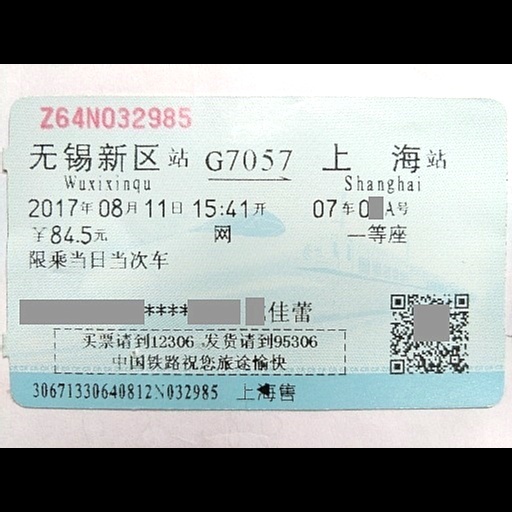 Z64N032985
无锡新区站 G7057 上海站
Wuxixinqu Shanghai
2017年08月11日 15:41开 07车0A号
￥84.5元 网 一等座
限乘当日当次车
**** 佳蕾
买票请到12306 发货请到95306
中国铁路祝您旅途愉快
30671330640812N032985 上海售